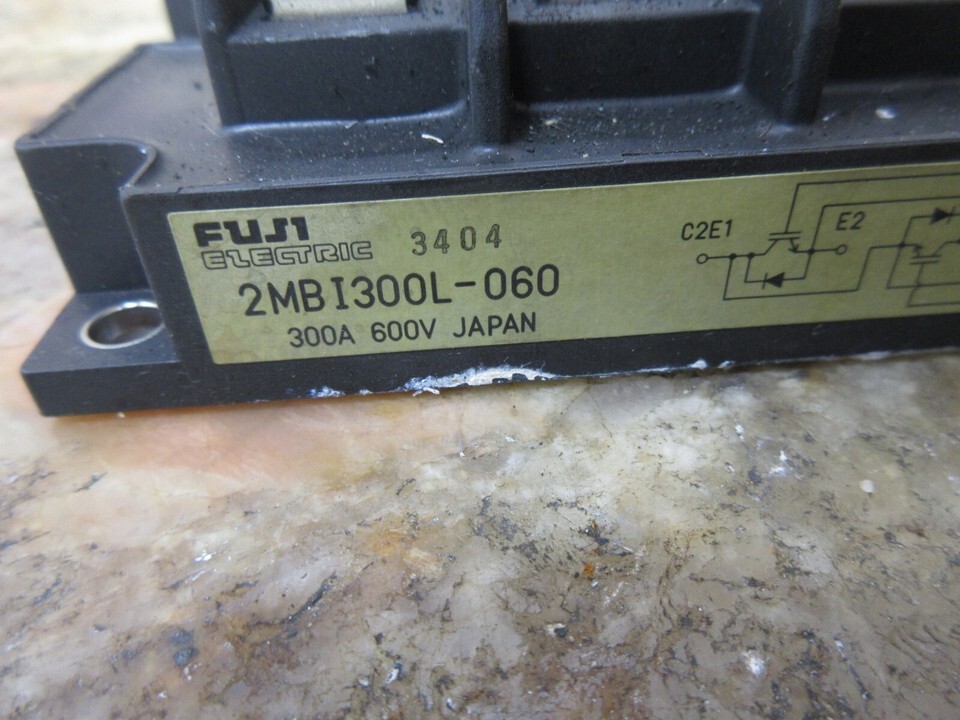 FUJI
ELECTRIC 3404
2MBI300L-060
300A 600V JAPAN
C2E1 E2